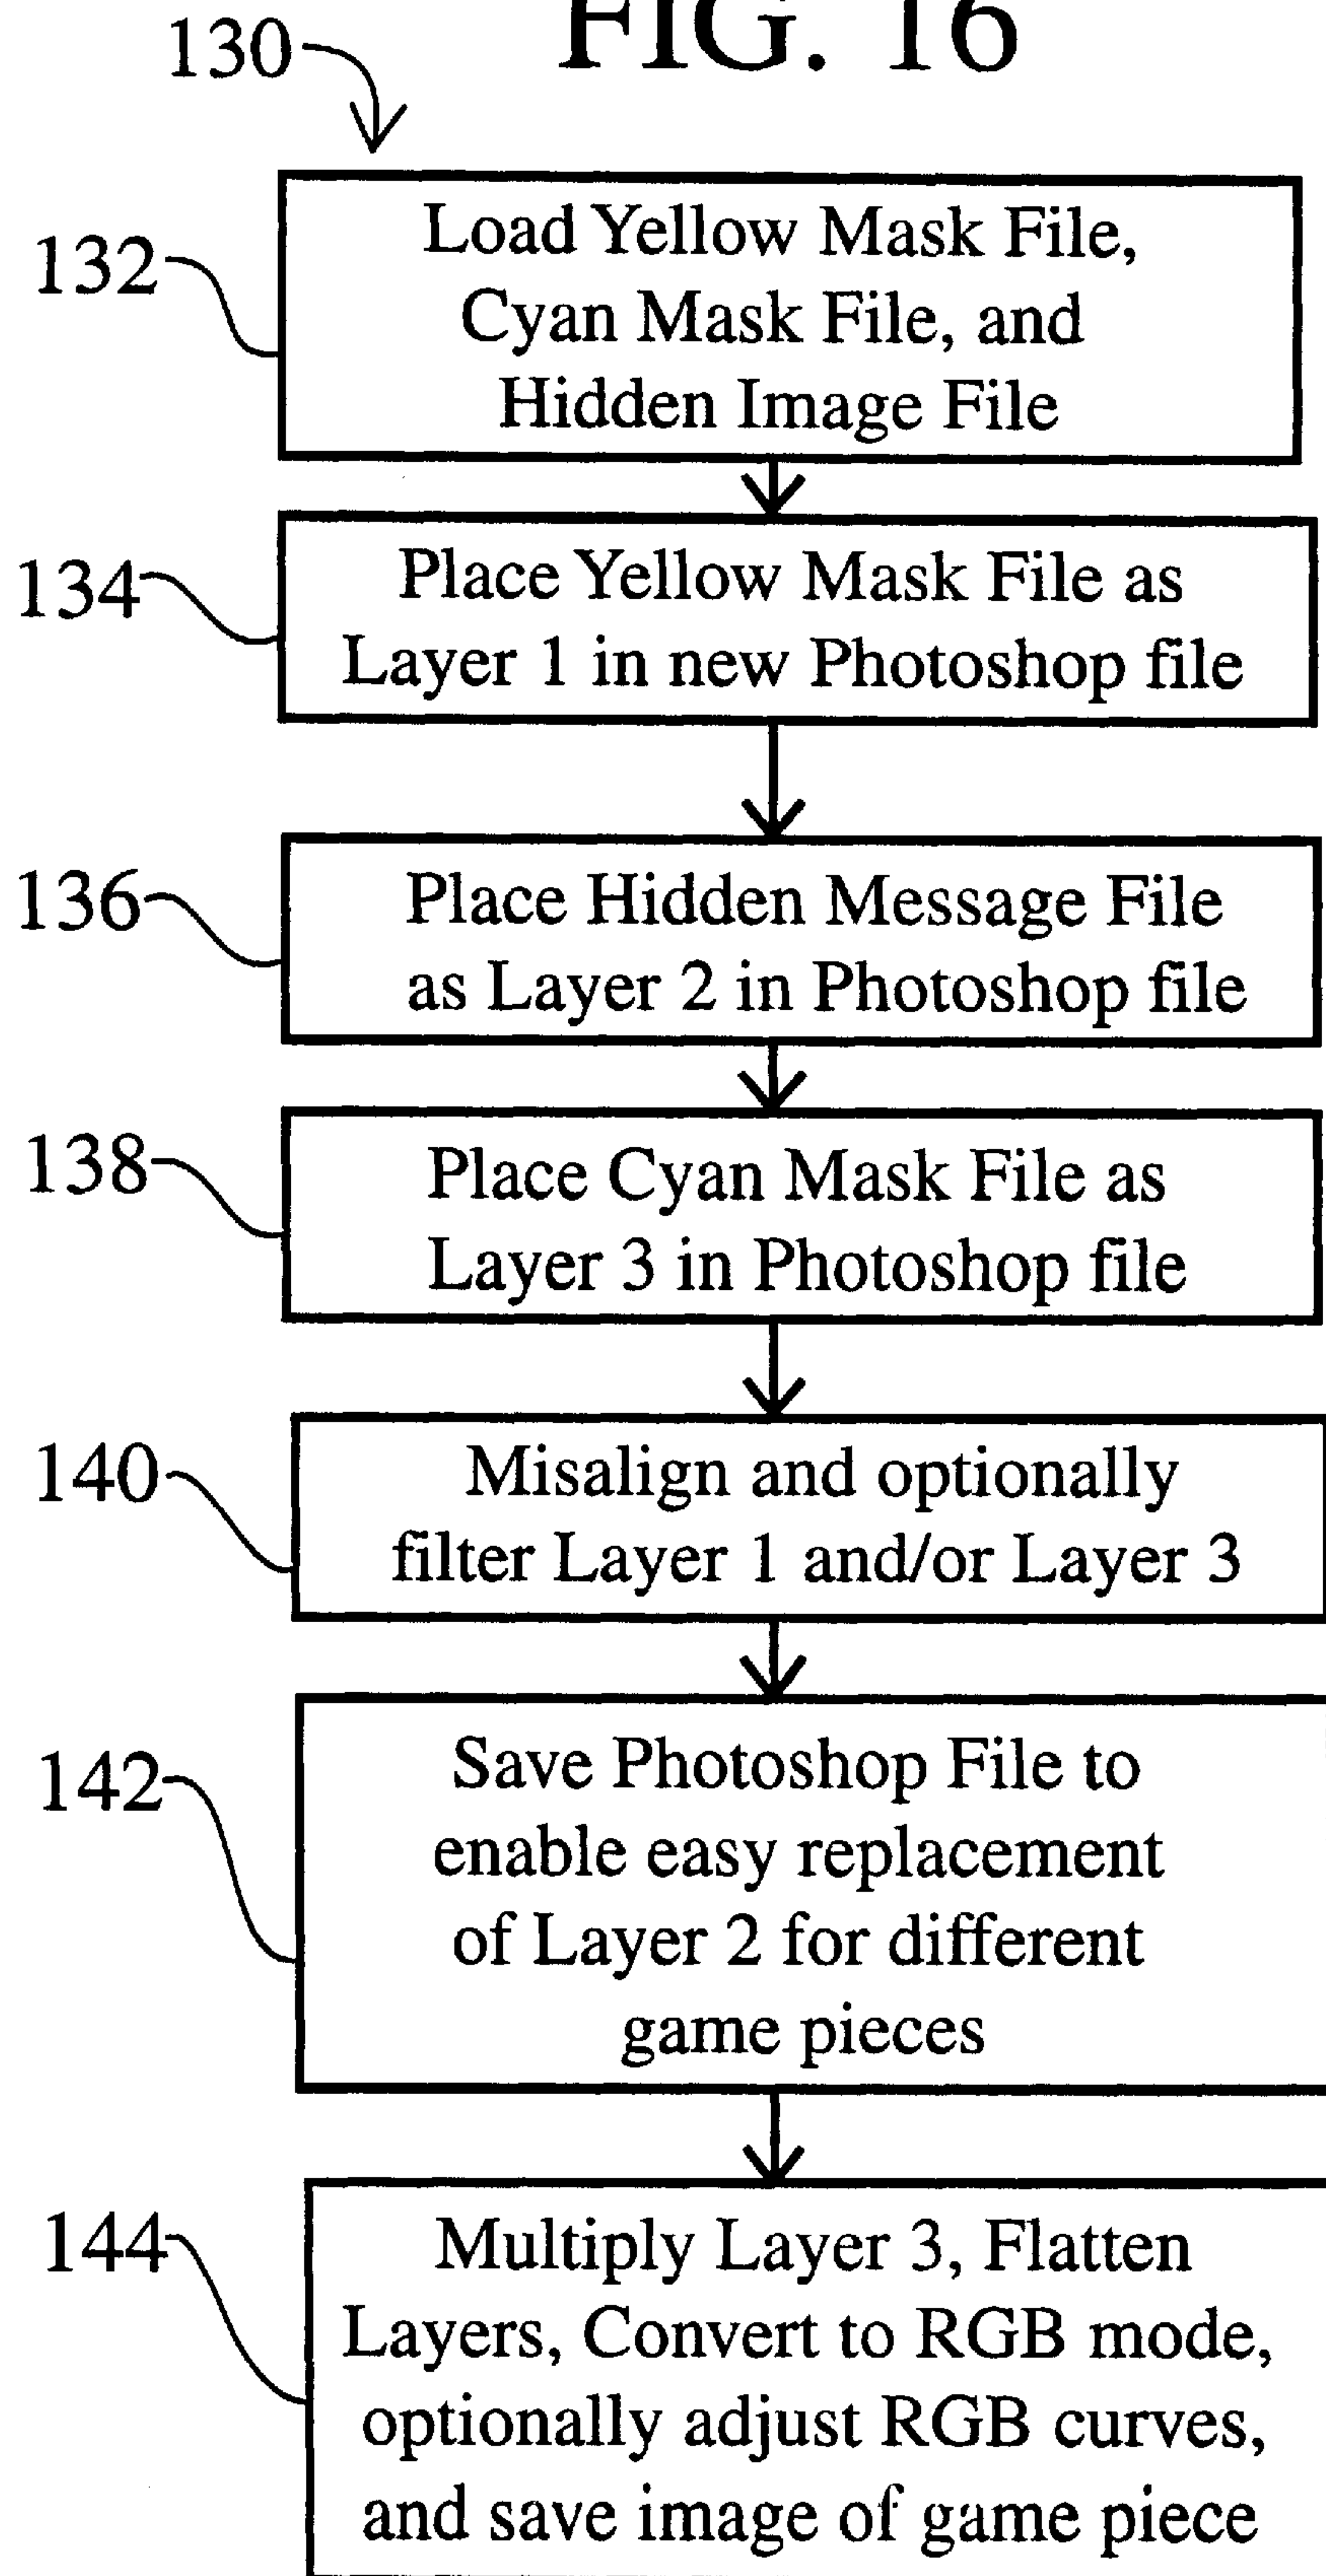 FIG. 16
130
132
Load Yellow Mask File,
Cyan Mask File, and
Hidden Image File
134
Place Yellow Mask File as
Layer 1 in new Photoshop file
136
Place Hidden Message File
as Layer 2 in Photoshop file
138
Place Cyan Mask File as
Layer 3 in Photoshop file
140
Misalign and optionally
filter Layer 1 and/or Layer 3
142
Save Photoshop File to
enable easy replacement
of Layer 2 for different
game pieces
144
Multiply Layer 3, Flatten
Layers, Convert to RGB mode,
optionally adjust RGB curves,
and save image of game piece